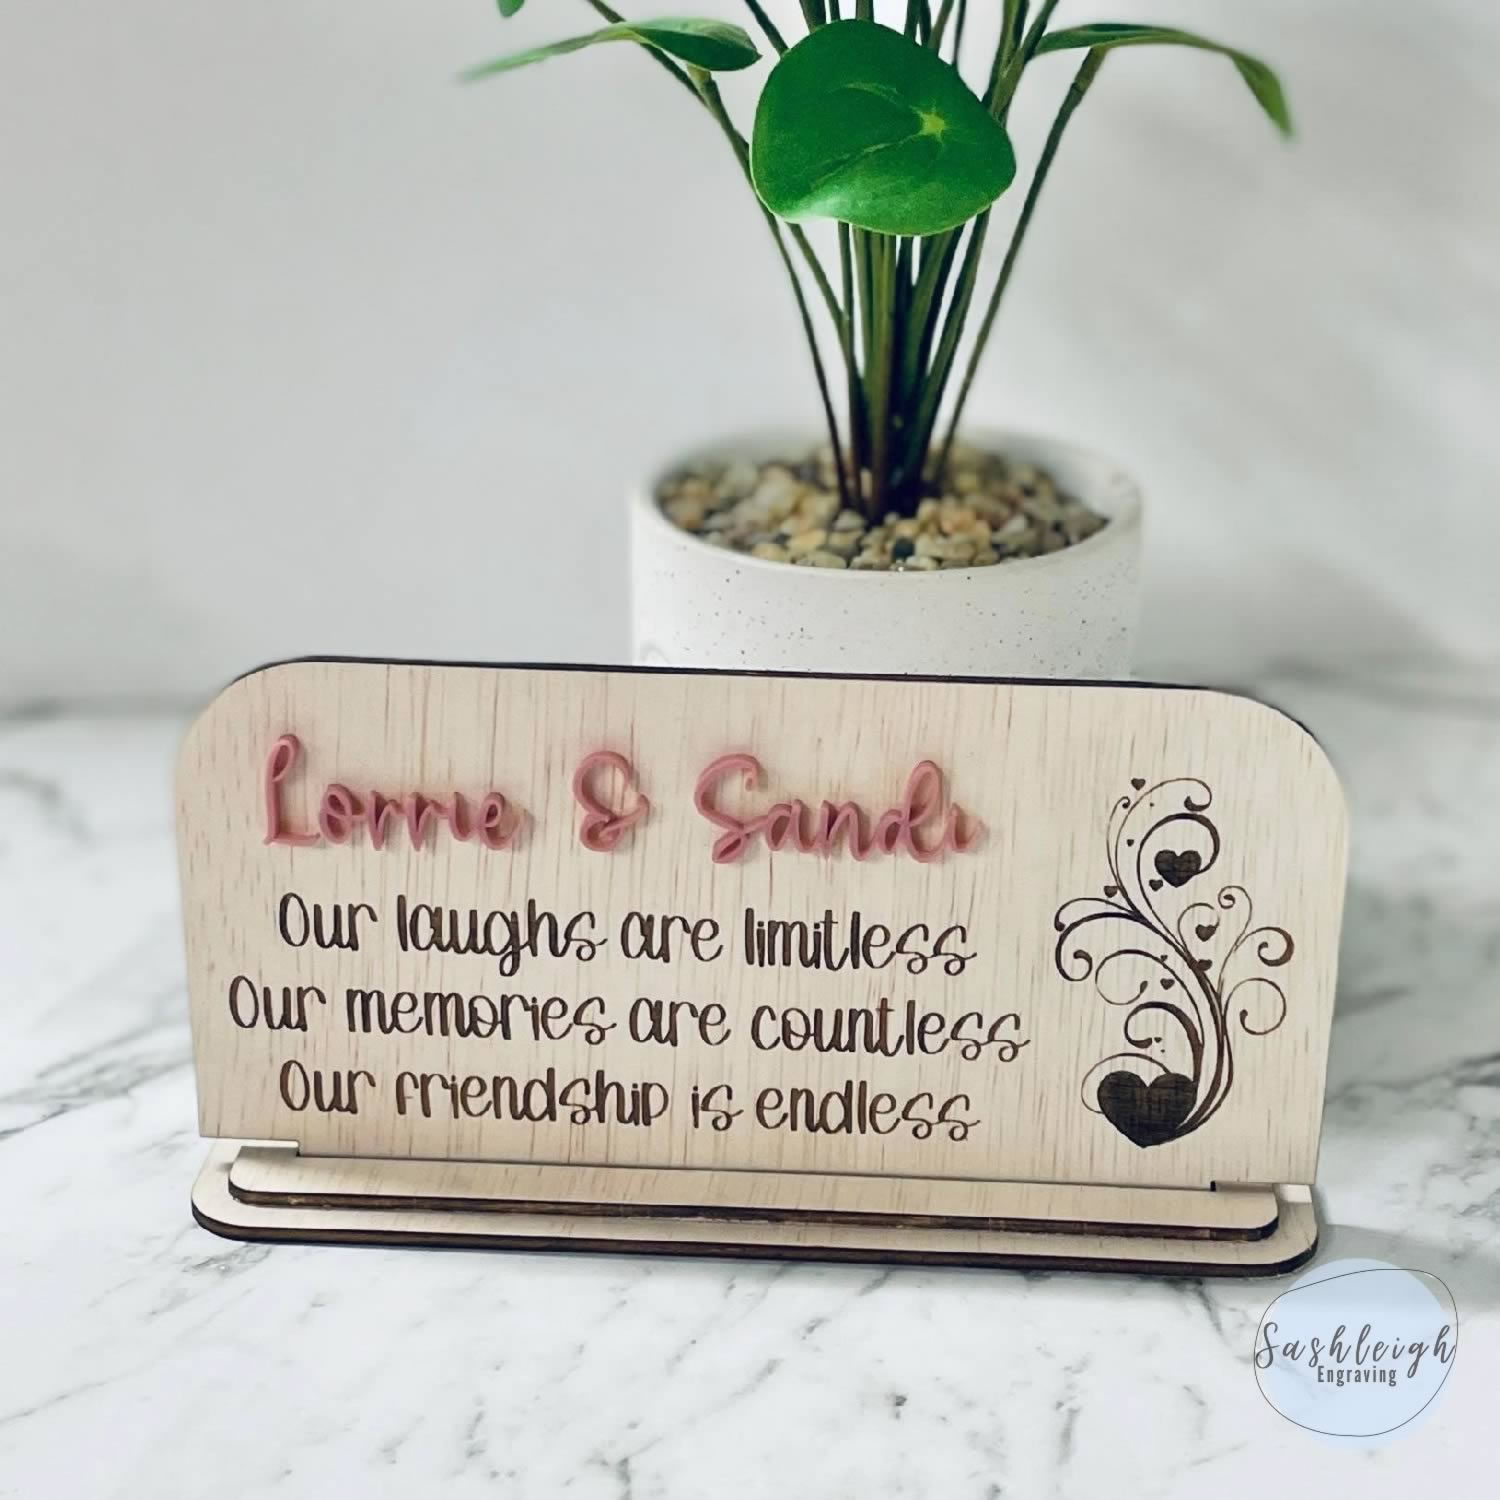 Lorrie & Sandi
Our laughs are limitless
Our memories are countless
Our friendship is endless
Sashleigh
Engraving